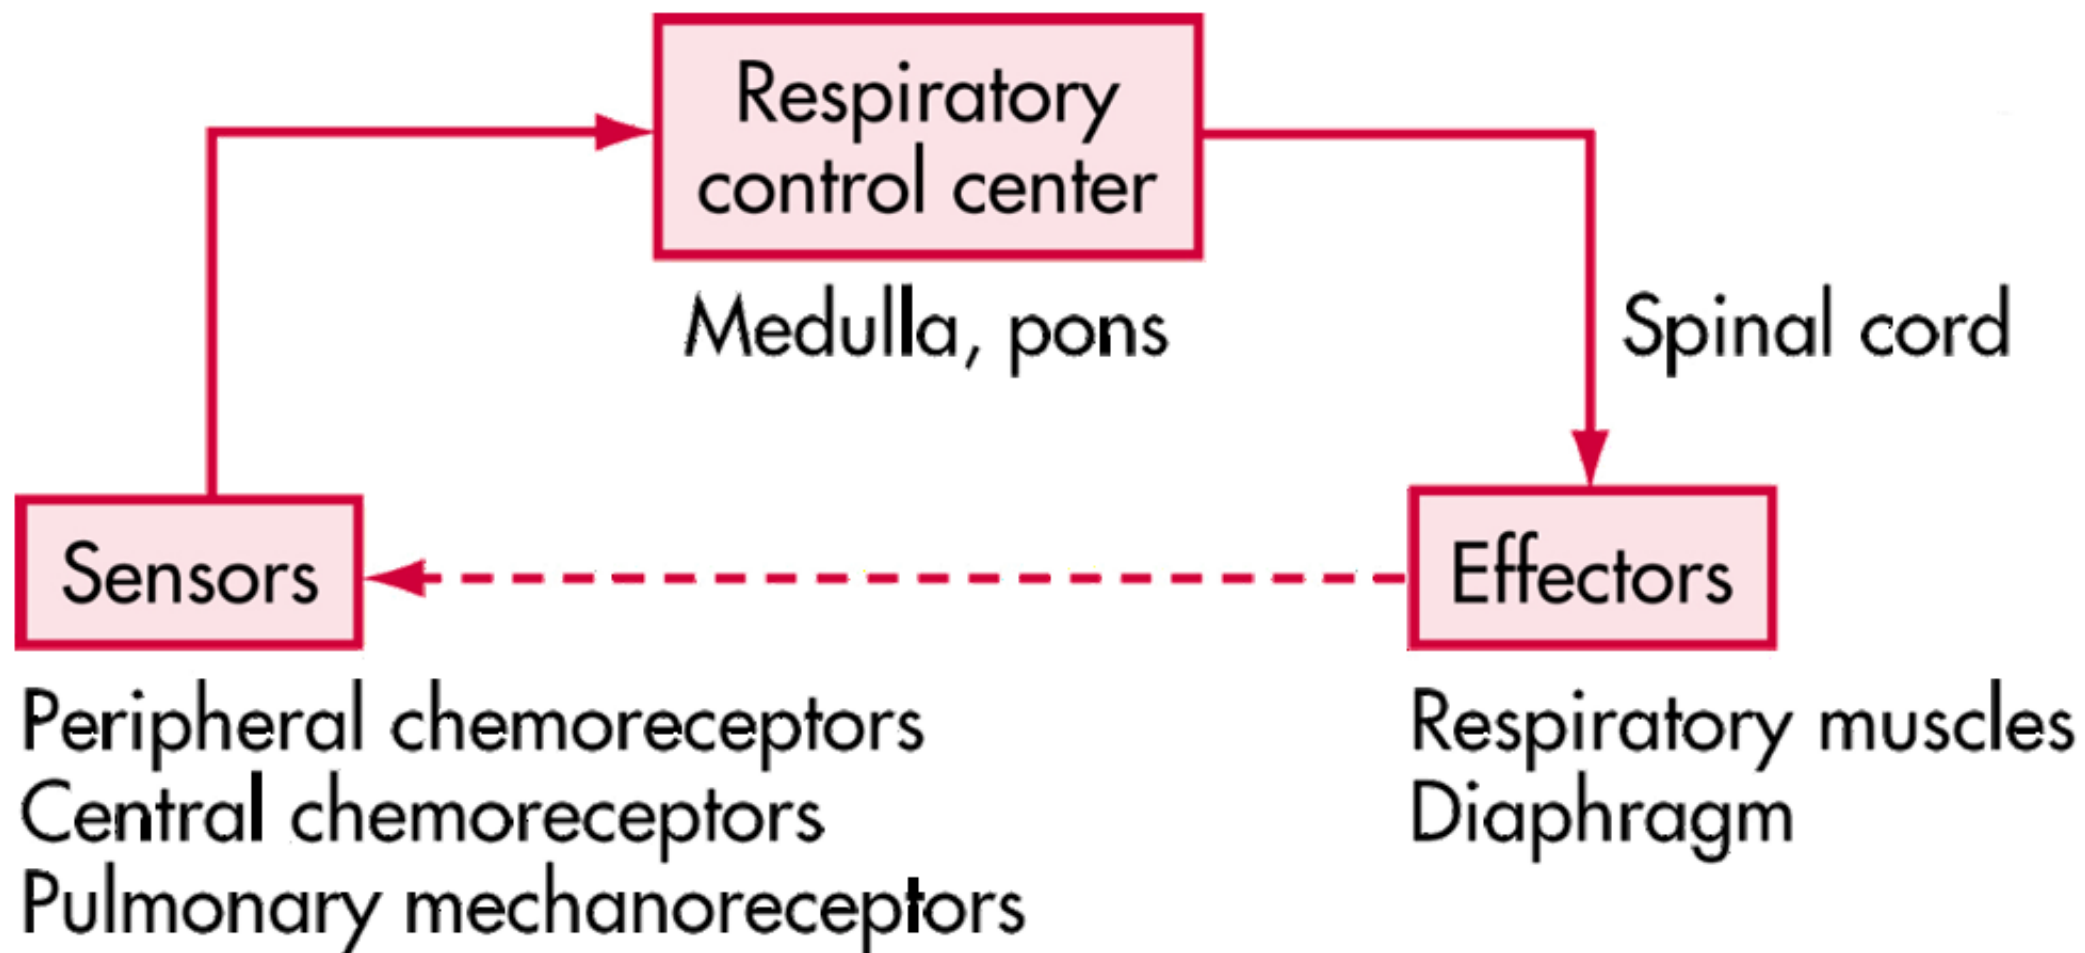 Respiratory
control center
Medulla, pons
Spinal cord
Sensors
Effectors
Peripheral chemoreceptors
Central chemoreceptors
Pulmonary mechanoreceptors
Respiratory muscles
Diaphragm